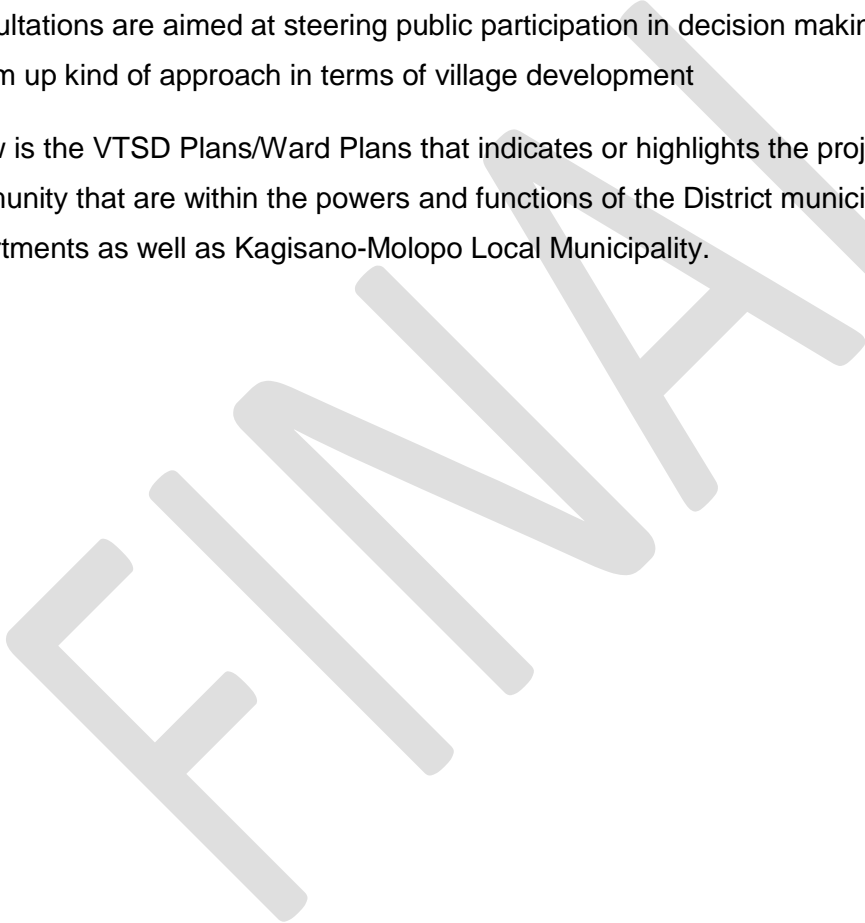 ultations are aimed at steering public participation in decision makin
m up kind of approach in terms of village development
w is the VTSD Plans/Ward Plans that indicates or highlights the proj
unity that are within the powers and functions of the District munici
tments as well as Kagisano-Molopo Local Municipality.
FINAL